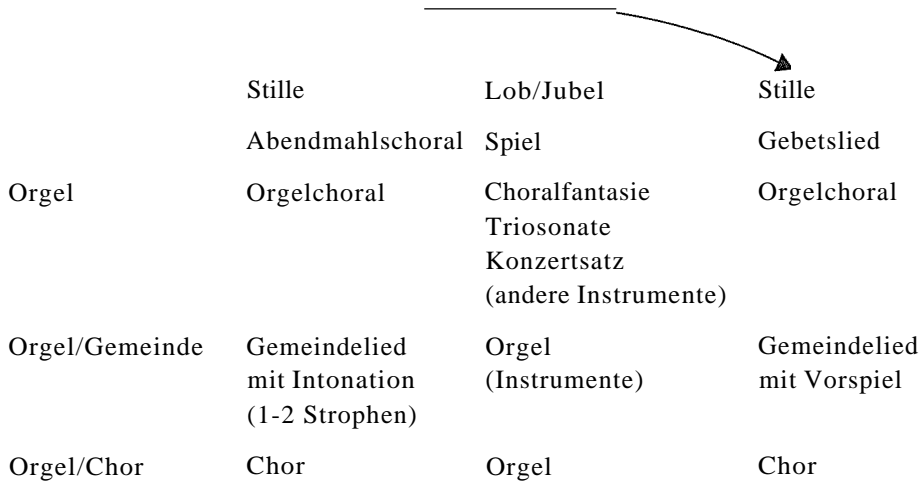 Stille Lob/Jubel Stille
Abendmahlschoral Spiel Gebetslied
Orgel Orgelchoral Choralfantasie Orgelchoral
Triosonate
Konzertsatz
(andere Instrumente)
Orgel/Gemeinde Gemeindelied Orgel Gemeindelied
mit Intonation (Instrumente) mit Vorspiel
(1-2 Strophen)
Orgel/Chor Chor Orgel Chor